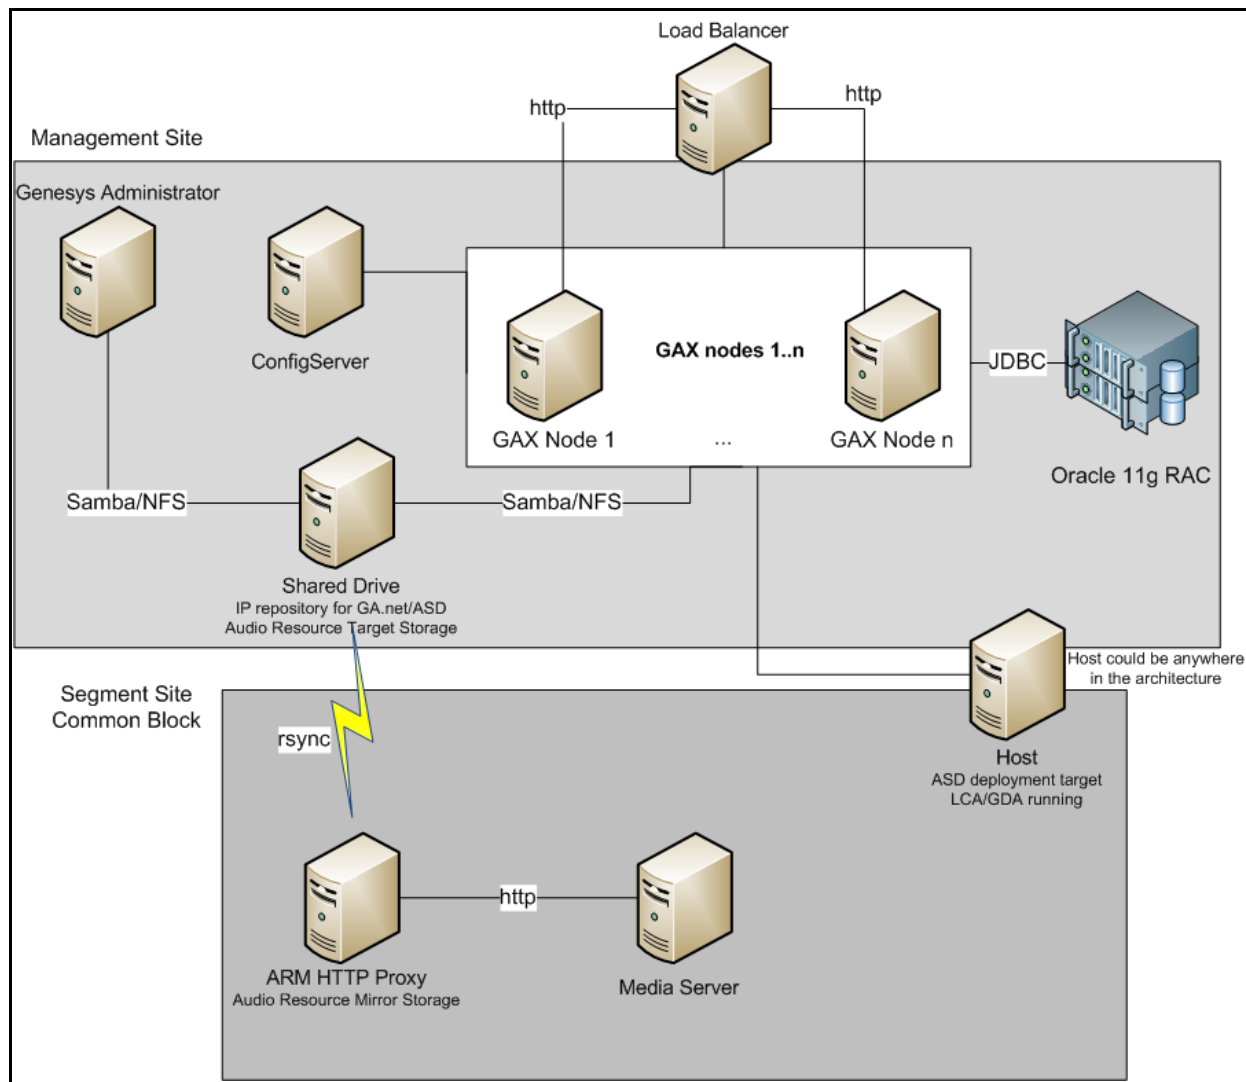 Load Balancer
http
http
Management Site
Genesys Administrator
ConfigServer
GAX nodes 1..n
GAX Node 1
...
GAX Node n
JDBC
Oracle 11g RAC
Samba/NFS
Samba/NFS
Shared Drive
IP repository for GA.net/ASD
Audio Resource Target Storage
Host could be anywhere
in the architecture
Segment Site
Common Block
rsync
Host
ASD deployment target
LCA/GDA running
http
ARM HTTP Proxy
Audio Resource Mirror Storage
Media Server